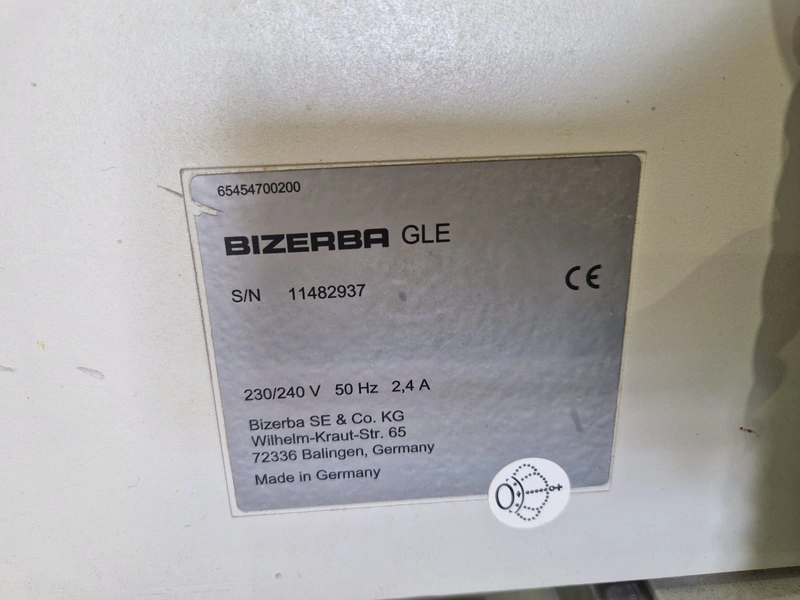 65454700200
BIZERBA GLE
S/N 11482937
CE
230/240 V 50 Hz 2,4 A
Bizerba SE & Co. KG
Wilhelm-Kraut-Str. 65
72336 Balingen, Germany
Made in Germany